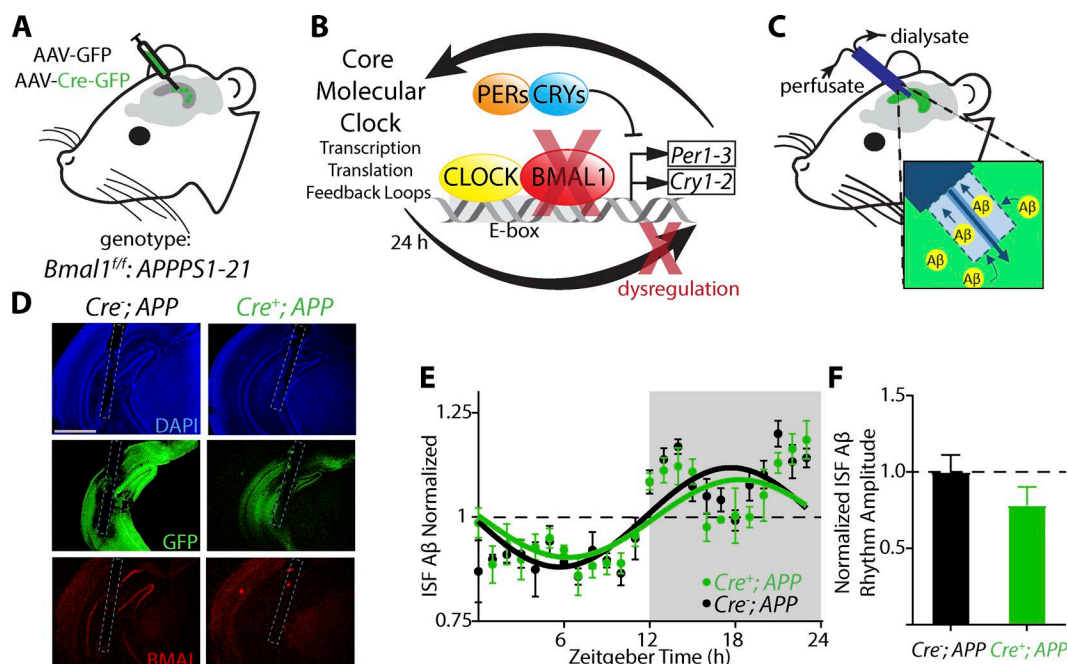 A
AAV-GFP
AAV-Cre-GFP
genotype:
Bmal1f/f: APPPS1-21
B
Core
Molecular
Clock
Transcription
Translation
Feedback Loops
24 h
PERs CRYs
CLOCK BMAL1
E-box
Per1-3
Cry1-2
dysregulation
C
dialysate
perfusate
Aβ
Aβ
Aβ
Aβ
Aβ
ISF Aβ
D
Cre-; APP
Cre+; APP
DAPI
GFP
BMAL
E
ISF Aβ Normalized
1.25
1
0.75
6
12
18
24
Zeitgeber Time (h)
Cre+; APP
Cre-; APP
F
Normalized ISF Aβ
Rhythm Amplitude
1.5
1.0
0.5
Cre-; APP Cre+; APP